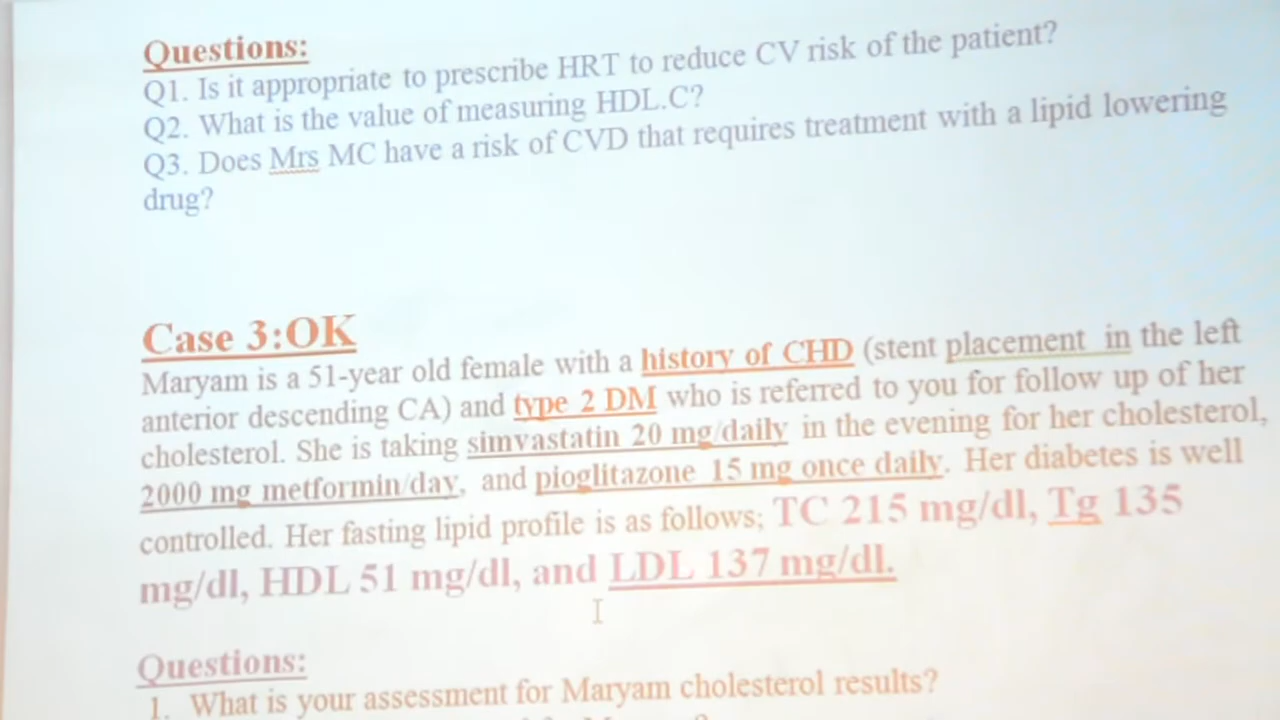 Questions:
Q1. Is it appropriate to prescribe HRT to reduce CV risk of the patient?
Q2. What is the value of measuring HDL.C?
Q3. Does Mrs MC have a risk of CVD that requires treatment with a lipid lowering
drug?
Case 3:OK
Maryam is a 51-year old female with a history of CHD (stent placement in the left
anterior descending CA) and type 2 DM who is referred to you for follow up of her
cholesterol. She is taking simvastatin 20 mg/daily in the evening for her cholesterol,
2000 mg metformin/day, and pioglitazone 15 mg once daily. Her diabetes is well
controlled. Her fasting lipid profile is as follows; TC 215 mg/dl, Tg 135
mg/dl, HDL 51 mg/dl, and LDL 137 mg/dl.
Questions:
1. What is your assessment for Maryam cholesterol results?